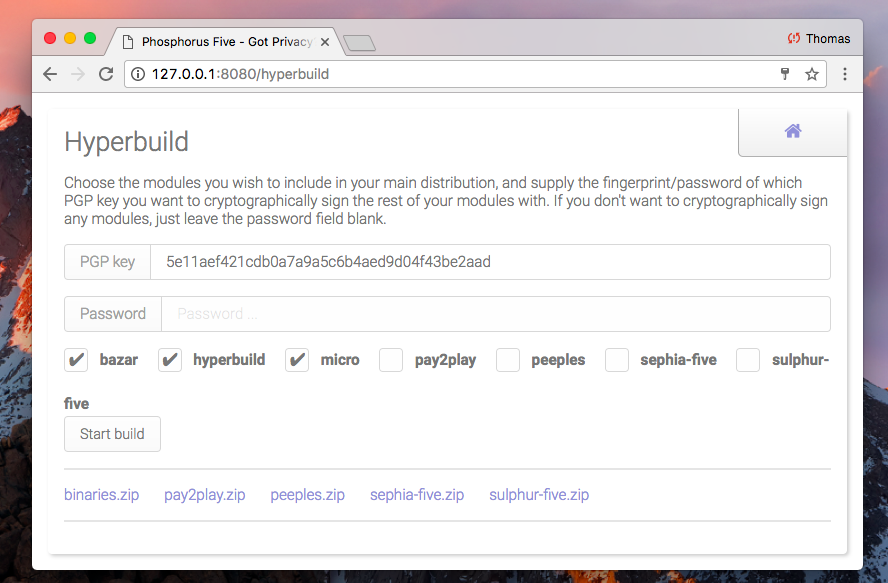 Phosphorus Five - Got Privacy
Thomas
127.0.0.1:8080/hyperbuild
Hyperbuild
Choose the modules you wish to include in your main distribution, and supply the fingerprint/password of which
PGP key you want to cryptographically sign the rest of your modules with. If you don't want to cryptographically sign
any modules, just leave the password field blank.
PGP key 5e11aef421cdb0a7a9a5c6b4aed9d04f43be2aad
Password Password ...
bazar hyperbuild micro pay2play peeples sephia-five sulphur-
five
Start build
binaries.zip pay2play.zip peeples.zip sephia-five.zip sulphur-five.zip